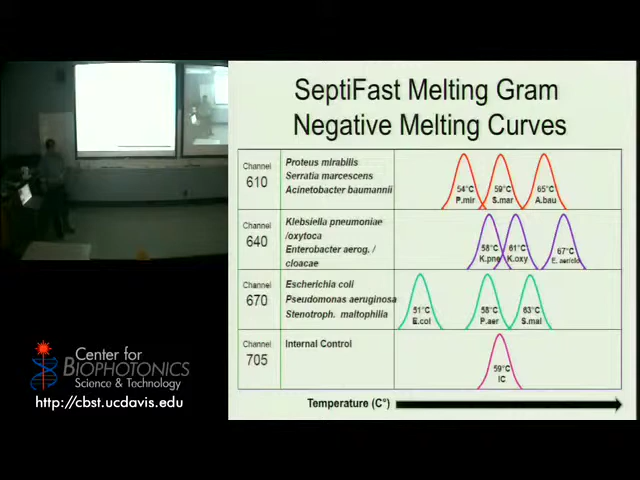 SeptiFast Melting Gram
Negative Melting Curves
Channel
610
Proteus mirabilis
Serratia marcescens
Acinetobacter baumannii
54°C
P.mir
59°C
S.mar
65°C
A.bau
Channel
640
Klebsiella pneumoniae
/oxytoca
Enterobacter aerog. /
cloacae
58°C
K.pne
61°C
K.oxy
67°C
E. aer/clo
Channel
670
Escherichia coli
Pseudomonas aeruginosa
Stenotroph. maltophilia
51°C
E.col
58°C
P.aer
63°C
S.mal
Channel
705
Internal Control
59°C
IC
Temperature (C°)
Center for
BIOPHOTONICS
Science & Technology
http://cbst.ucdavis.edu